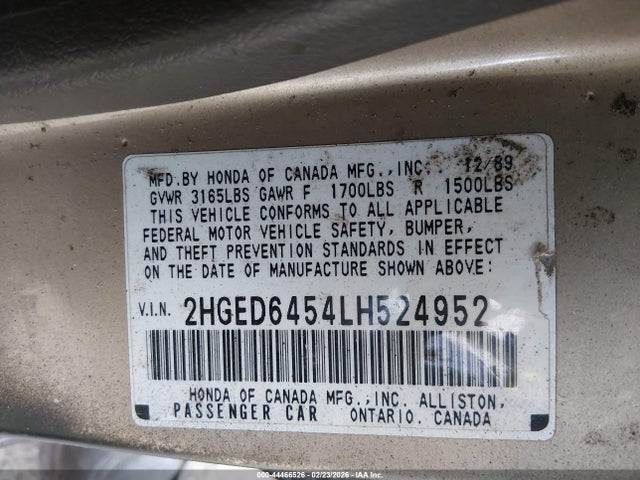 MFD.BY HONDA OF CANADA MFG.,INC. 12/89
GVWR 3165LBS GAWR F 1700LBS R 1500LBS
THIS VEHICLE CONFORMS TO ALL APPLICABLE
FEDERAL MOTOR VEHICLE SAFETY, BUMPER,
AND THEFT PREVENTION STANDARDS IN EFFECT
ON THE DATE OF MANUFACTURE SHOWN ABOVE:
V.I.N. 2HGED6454LH524952
HONDA OF CANADA MFG.,INC. ALLISTON,
PASSENGER CAR ONTARIO. CANADA
000-44466526 - 02/23/2026 - IAAI.COM